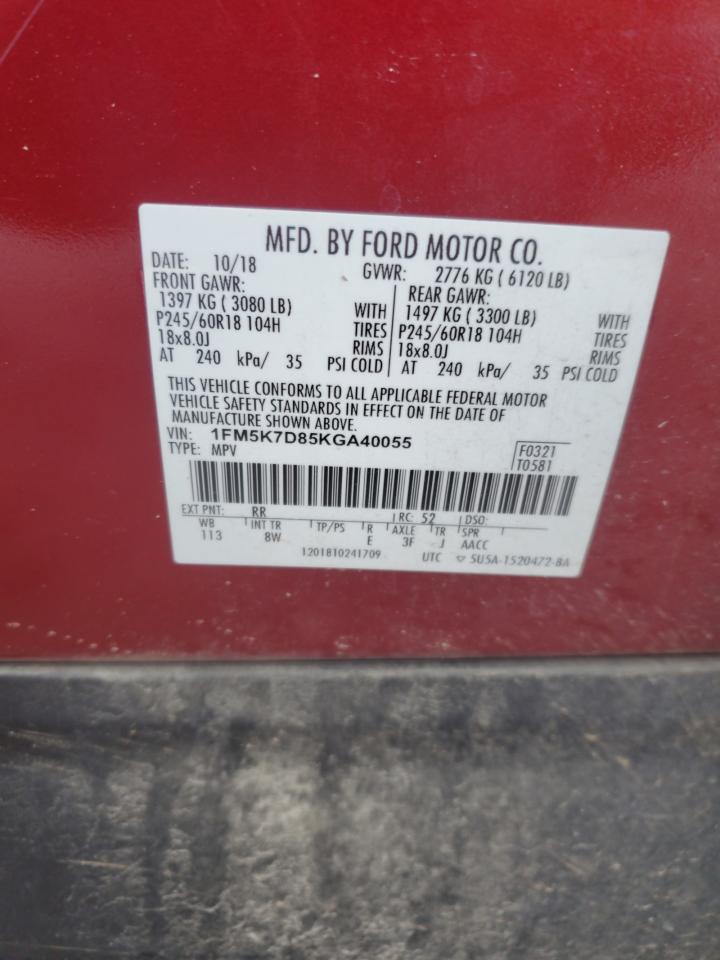 MFD. BY FORD MOTOR CO.
DATE: 10/18 GVWR: 2776 KG ( 6120 LB)
FRONT GAWR: REAR GAWR:
1397 KG ( 3080 LB) WITH 1497 KG ( 3300 LB) WITH
P245/60R18 104H TIRES P245/60R18 104H TIRES
18x8.0J RIMS 18x8.0J RIMS
AT 240 kPa/ 35 PSI COLD AT 240 kPa/ 35 PSI COLD
THIS VEHICLE CONFORMS TO ALL APPLICABLE FEDERAL MOTOR
VEHICLE SAFETY STANDARDS IN EFFECT ON THE DATE OF
MANUFACTURE SHOWN ABOVE.
VIN: 1FM5K7D85KGA40055 F0321
TYPE: MPV T0581
EXT PNT: RR RC: 52 DSO:
WB INT TR TP/PS R AXLE TR SPR
113 8W E 3F J AACC
1201810241709 UTC ▽ 5U5A-1520472-BA